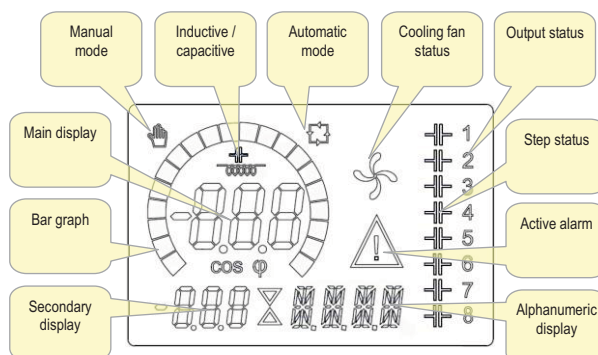 Manual
mode
Inductive /
capacitive
Automatic
mode
Cooling fan
status
Output status
Main display
Step status
Bar graph
Active alarm
Secondary
display
Alphanumeric
display
1
2
3
4
5
6
7
8
cos φ